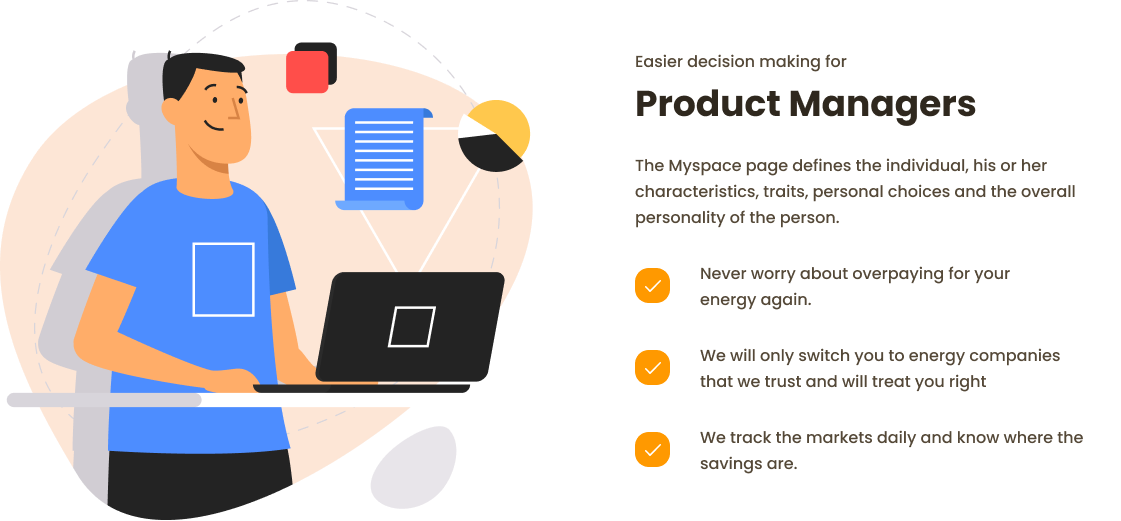 Easier decision making for
Product Managers
The Myspace page defines the individual, his or her
characteristics, traits, personal choices and the overall
personality of the person.
Never worry about overpaying for your
energy again.
We will only switch you to energy companies
that we trust and will treat you right
We track the markets daily and know where the
savings are.